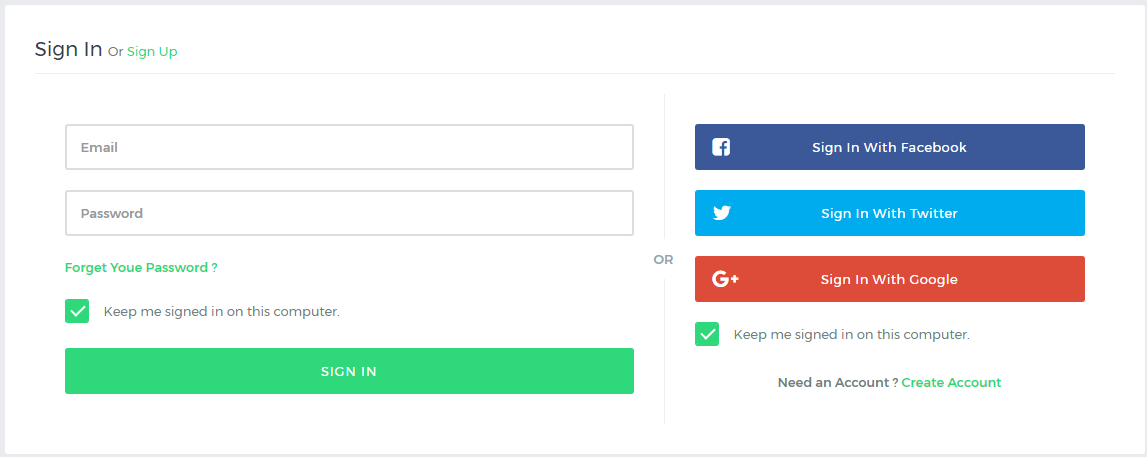 Sign In Or Sign Up
Email
Password
Forget Youe Password ?
Keep me signed in on this computer.
SIGN IN
OR
Sign In With Facebook
Sign In With Twitter
G+ Sign In With Google
Keep me signed in on this computer.
Need an Account ? Create Account